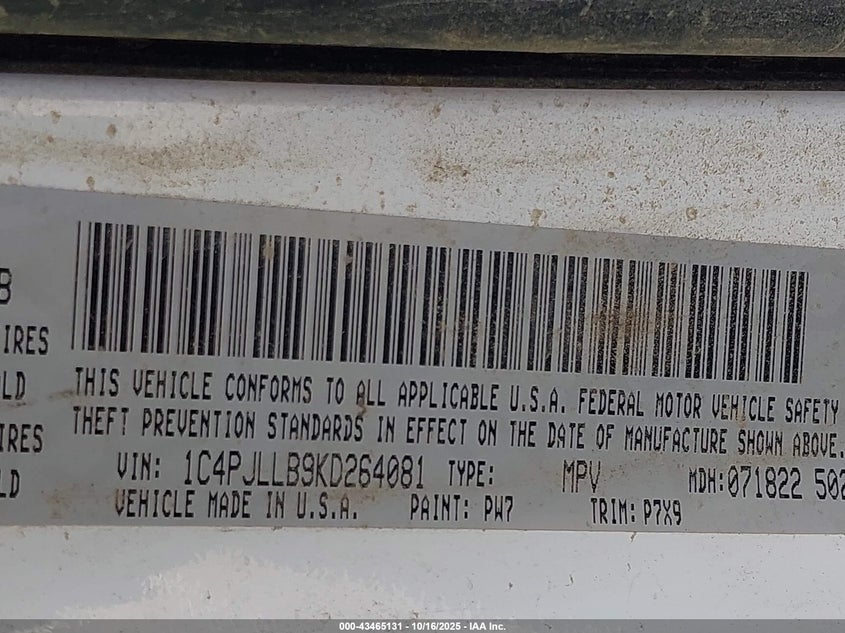 B
IRES
LD
IRES
LD
THIS VEHICLE CONFORMS TO ALL APPLICABLE U.S.A. FEDERAL MOTOR VEHICLE SAFETY
THEFT PREVENTION STANDARDS IN EFFECT ON THE DATE OF MANUFACTURE SHOWN ABOVE.
VIN: 1C4PJLLB9KD264081 TYPE: MPV MDH:071822 502
VEHICLE MADE IN U.S.A. PAINT: PW7 TRIM: P7X9
000-43465131 - 10/16/2025 - IAA Inc.